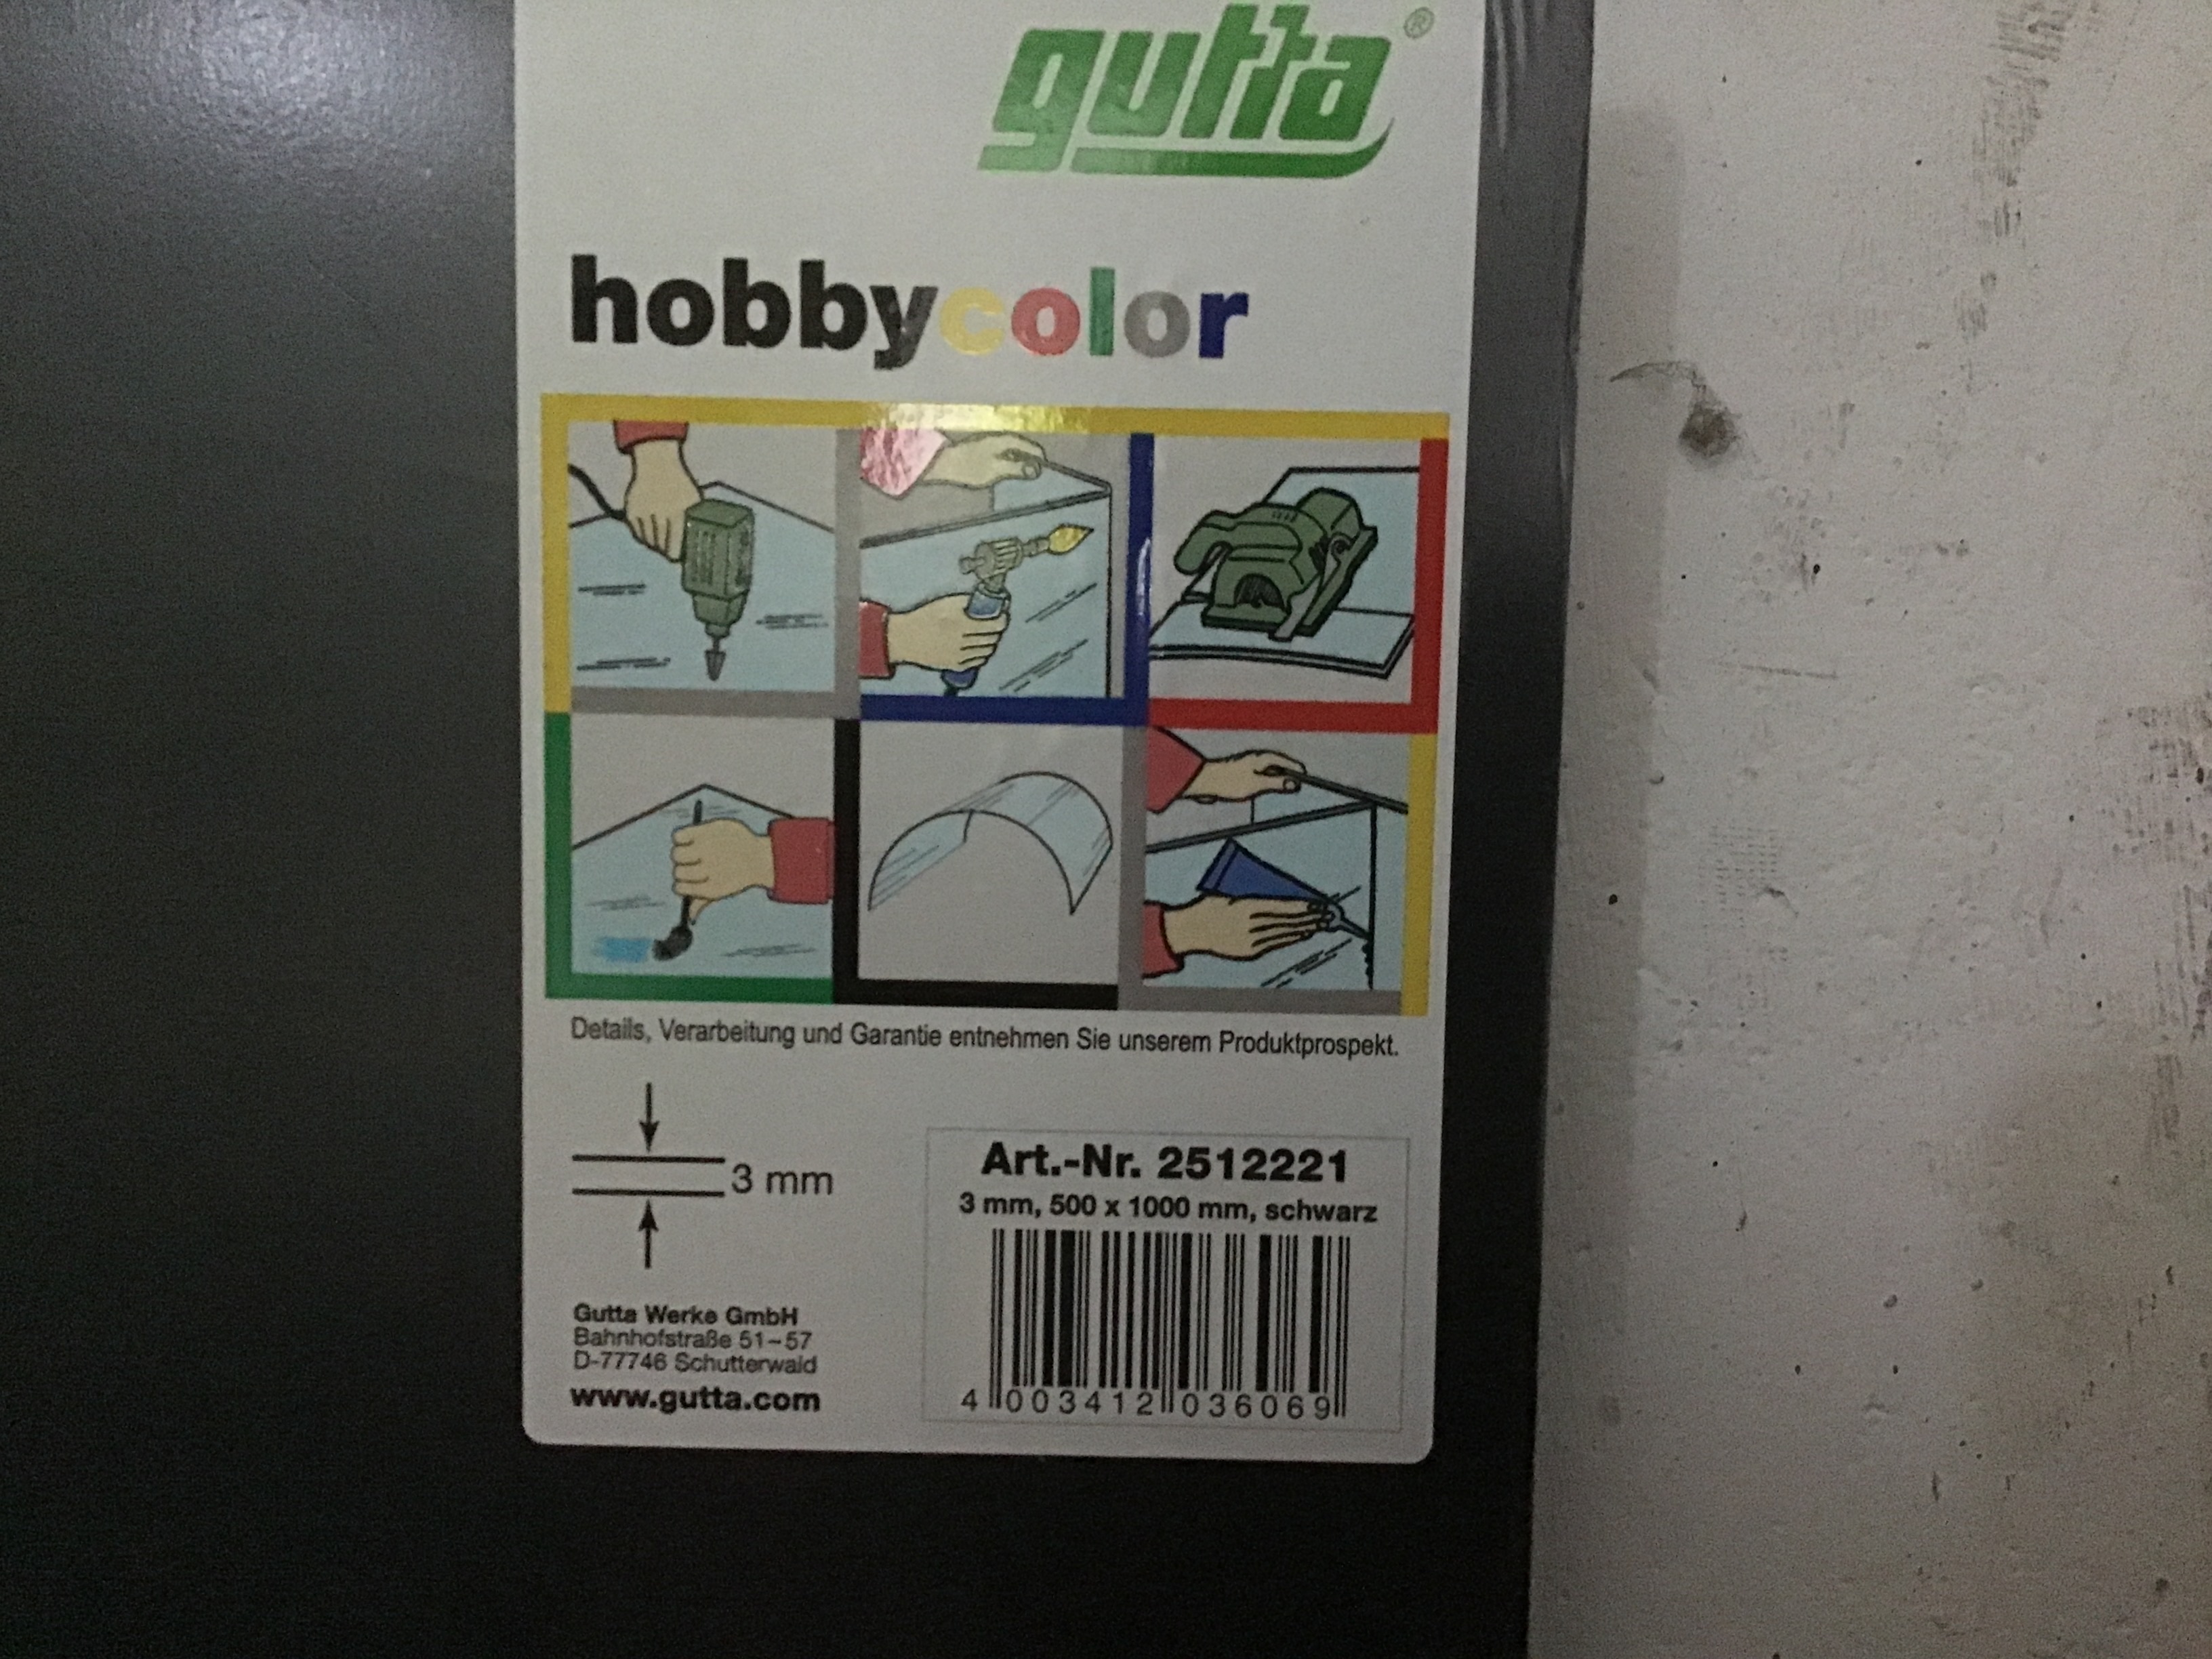 gutta®
hobbycolor
Details, Verarbeitung und Garantie entnehmen Sie unserem Produktprospekt.
3 mm
Art.-Nr. 2512221
3 mm, 500 x 1000 mm, schwarz
4 003412 036069
Gutta Werke GmbH
Bahnhofstraße 51–57
D-77746 Schutterwald
www.gutta.com